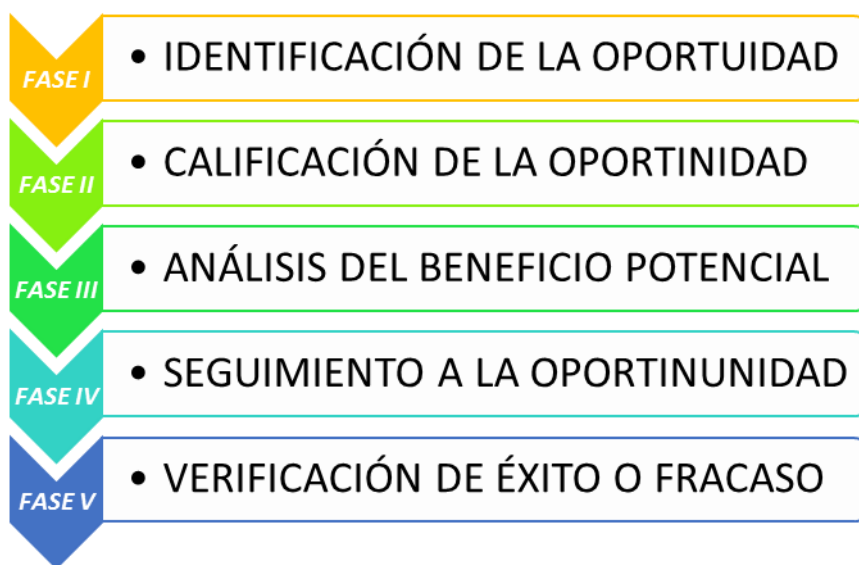 FASE I
• IDENTIFICACIÓN DE LA OPORTUIDAD
FASE II
• CALIFICACIÓN DE LA OPORTINIDAD
FASE III
• ANÁLISIS DEL BENEFICIO POTENCIAL
FASE IV
• SEGUIMIENTO A LA OPORTINUNIDAD
FASE V
• VERIFICACIÓN DE ÉXITO O FRACASO